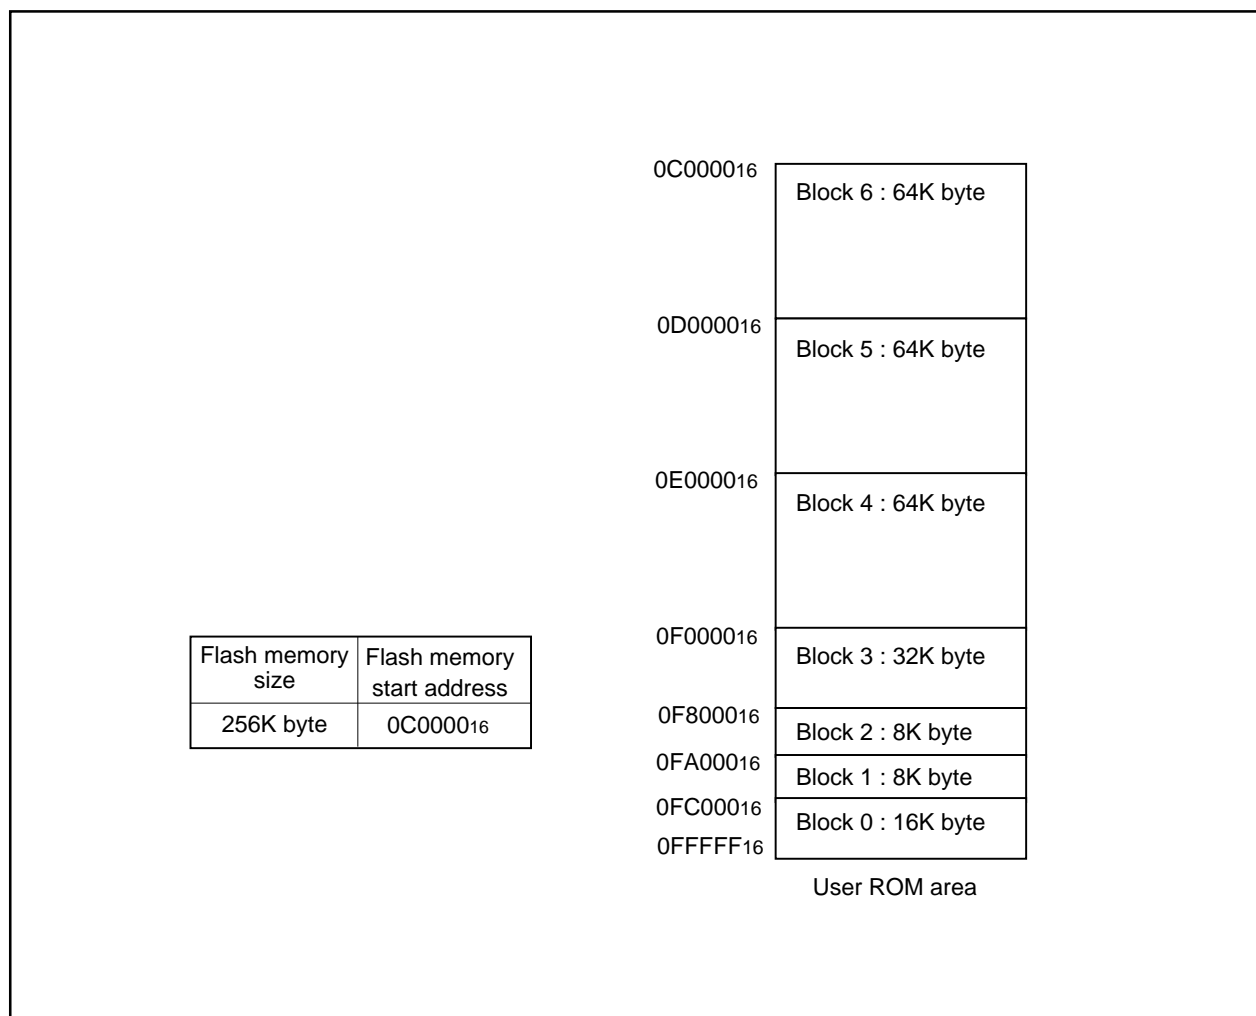 0C000016
Block 6 : 64K byte
0D000016
Block 5 : 64K byte
0E000016
Block 4 : 64K byte
0F000016
Block 3 : 32K byte
Flash memory size
Flash memory start address
256K byte
0C000016
0F800016
Block 2 : 8K byte
0FA00016
Block 1 : 8K byte
0FC00016
Block 0 : 16K byte
0FFFFF16
User ROM area